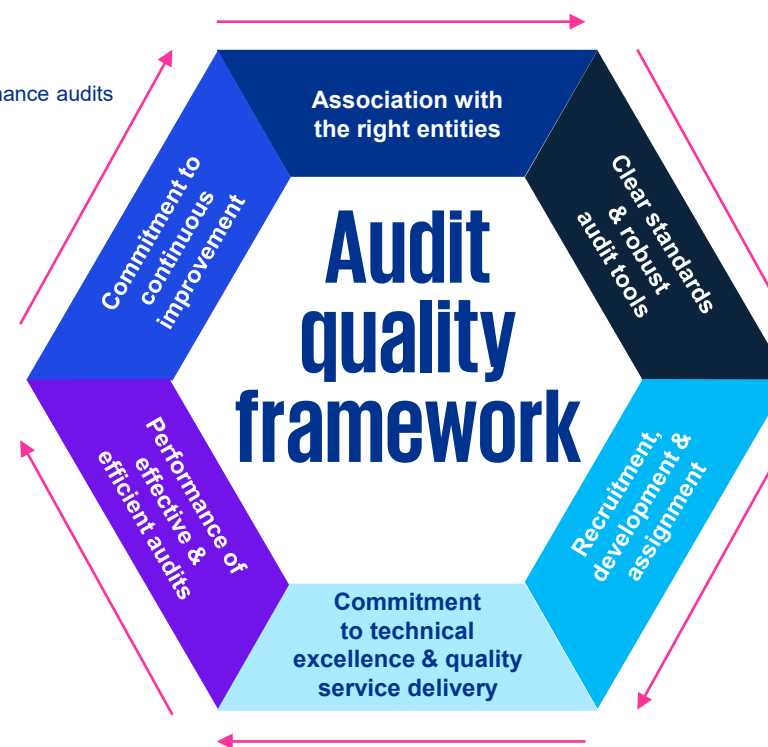 nance audits
Association with
the right entities
Clear standards
& robust
audit tools
Recruitment,
development &
assignment
Commitment
to technical
excellence & quality
service delivery
Performance of
effective &
efficient audits
Commitment to
continuous
improvement
Audit
quality
framework